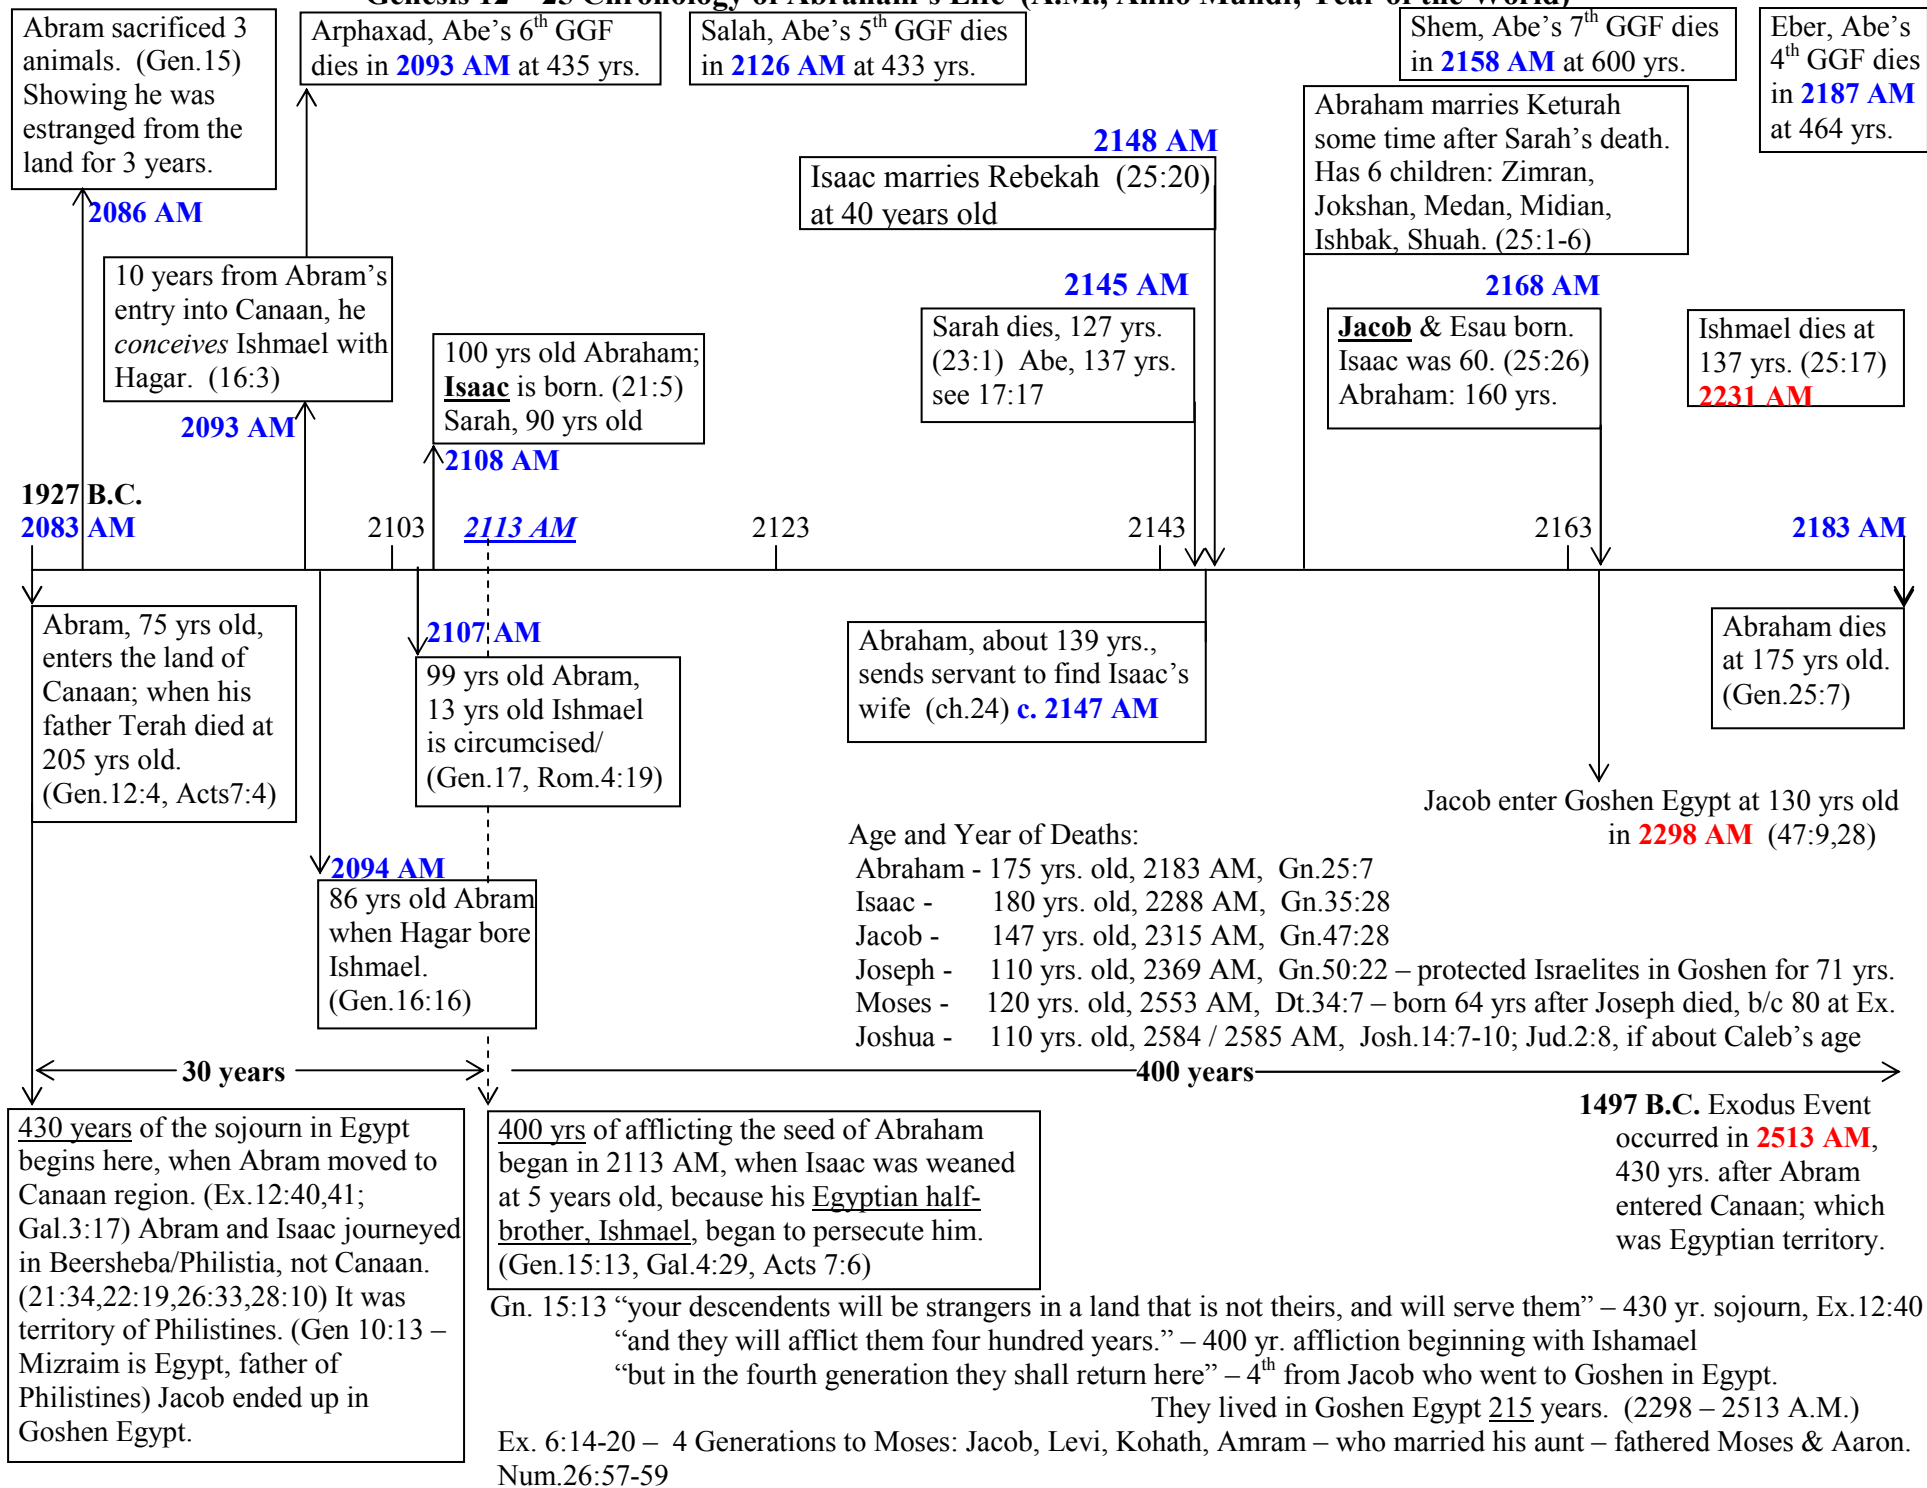 Genesis 12 – 25 Chronology of Abraham's Life (A.M., Anno Mundi, Year of the World)
Abram sacrificed 3
animals. (Gen.15)
Showing he was
estranged from the
land for 3 years.
2086 AM
Arphaxad, Abe's 6th GGF
dies in 2093 AM at 435 yrs.
Salah, Abe's 5th GGF dies
in 2126 AM at 433 yrs.
Shem, Abe's 7th GGF dies
in 2158 AM at 600 yrs.
Eber, Abe's
4th GGF dies
in 2187 AM
at 464 yrs.
2148 AM
Isaac marries Rebekah (25:20)
at 40 years old
Abraham marries Keturah
some time after Sarah's death.
Has 6 children: Zimran,
Jokshan, Medan, Midian,
Ishbak, Shuah. (25:1-6)
10 years from Abram's
entry into Canaan, he
conceives Ishmael with
Hagar. (16:3)
2093 AM
100 yrs old Abraham;
Isaac is born. (21:5)
Sarah, 90 yrs old
2108 AM
2145 AM
Sarah dies, 127 yrs.
(23:1) Abe, 137 yrs.
see 17:17
2168 AM
Jacob & Esau born.
Isaac was 60. (25:26)
Abraham: 160 yrs.
Ishmael dies at
137 yrs. (25:17)
2231 AM
1927 B.C.
2083 AM
2103
2113 AM
2123
2143
2163
2183 AM
Abram, 75 yrs old,
enters the land of
Canaan; when his
father Terah died at
205 yrs old.
(Gen.12:4, Acts7:4)
2107 AM
99 yrs old Abram,
13 yrs old Ishmael
is circumcised/
(Gen.17, Rom.4:19)
Abraham, about 139 yrs.,
sends servant to find Isaac's
wife (ch.24) c. 2147 AM
Abraham dies
at 175 yrs old.
(Gen.25:7)
Jacob enter Goshen Egypt at 130 yrs old
in 2298 AM (47:9,28)
2094 AM
86 yrs old Abram
when Hagar bore
Ishmael.
(Gen.16:16)
Age and Year of Deaths:
Abraham - 175 yrs. old, 2183 AM, Gn.25:7
Isaac - 180 yrs. old, 2288 AM, Gn.35:28
Jacob - 147 yrs. old, 2315 AM, Gn.47:28
Joseph - 110 yrs. old, 2369 AM, Gn.50:22 – protected Israelites in Goshen for 71 yrs.
Moses - 120 yrs. old, 2553 AM, Dt.34:7 – born 64 yrs after Joseph died, b/c 80 at Ex.
Joshua - 110 yrs. old, 2584 / 2585 AM, Josh.14:7-10; Jud.2:8, if about Caleb's age
30 years
400 years
430 years of the sojourn in Egypt
begins here, when Abram moved to
Canaan region. (Ex.12:40,41;
Gal.3:17) Abram and Isaac journeyed
in Beersheba/Philistia, not Canaan.
(21:34,22:19,26:33,28:10) It was
territory of Philistines. (Gen 10:13 –
Mizraim is Egypt, father of
Philistines) Jacob ended up in
Goshen Egypt.
400 yrs of afflicting the seed of Abraham
began in 2113 AM, when Isaac was weaned
at 5 years old, because his Egyptian half-
brother, Ishmael, began to persecute him.
(Gen.15:13, Gal.4:29, Acts 7:6)
1497 B.C. Exodus Event
occurred in 2513 AM,
430 yrs. after Abram
entered Canaan; which
was Egyptian territory.
Gn. 15:13 “your descendents will be strangers in a land that is not theirs, and will serve them” – 430 yr. sojourn, Ex.12:40
“and they will afflict them four hundred years.” – 400 yr. affliction beginning with Ishamael
“but in the fourth generation they shall return here” – 4th from Jacob who went to Goshen in Egypt.
They lived in Goshen Egypt 215 years. (2298 – 2513 A.M.)
Ex. 6:14-20 – 4 Generations to Moses: Jacob, Levi, Kohath, Amram – who married his aunt – fathered Moses & Aaron.
Num.26:57-59